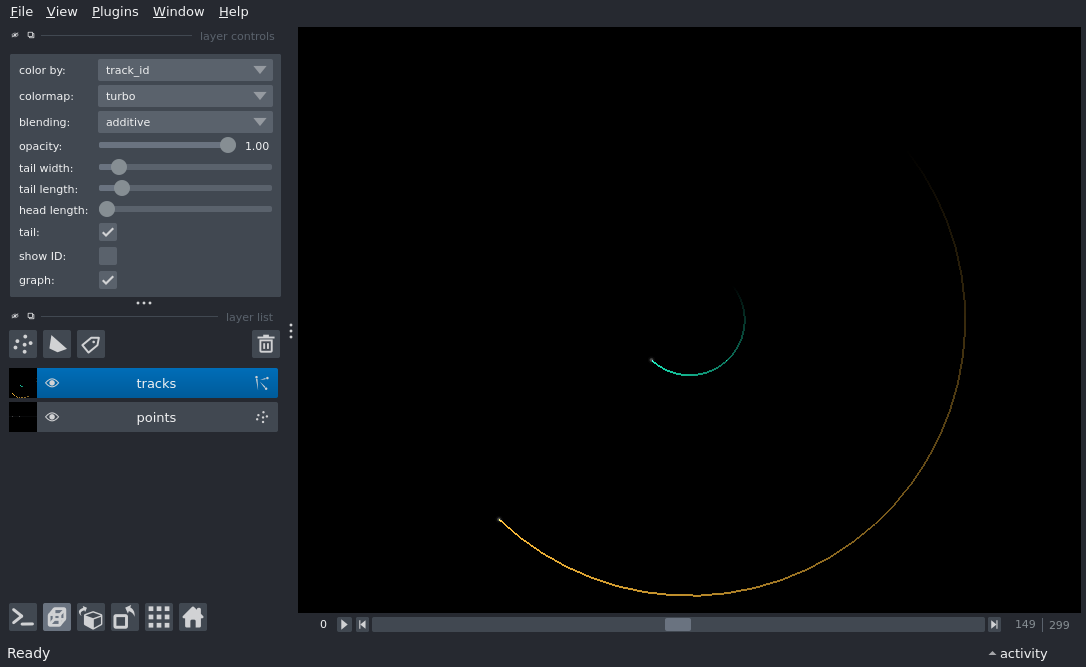 File View Plugins Window Help
layer controls
color by: track_id
colormap: turbo
blending: additive
opacity: 1.00
tail width:
tail length:
head length:
tail:
show ID:
graph:
layer list
tracks
points
0 149 299
Ready activity